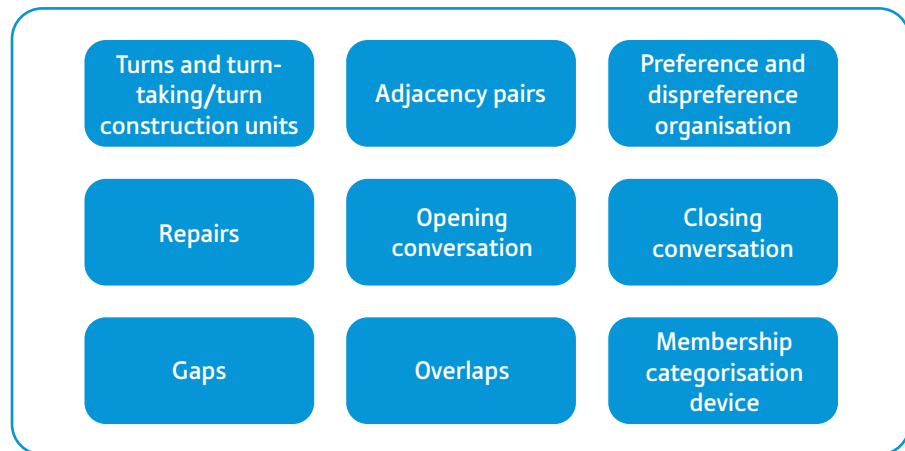 Turns and turn-
taking/turn
construction units
Adjacency pairs
Preference and
dispreference
organisation
Repairs
Opening
conversation
Closing
conversation
Gaps
Overlaps
Membership
categorisation
device